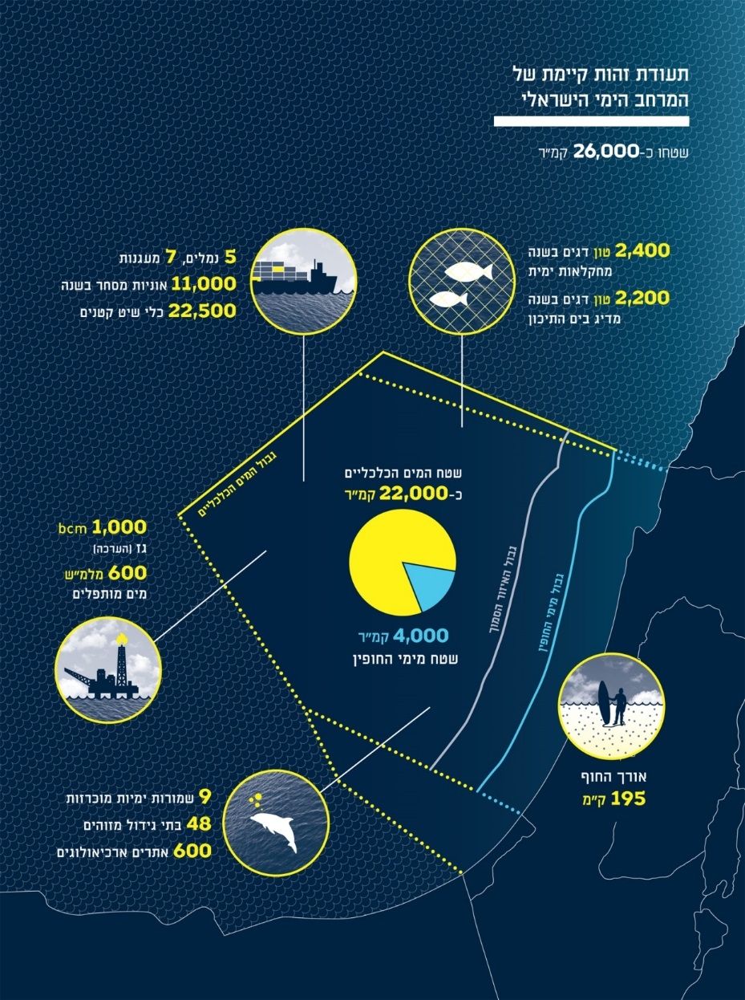 תעודת זהות קיימת של
המרחב הימי הישראלי
שטחו כ-26,000 קמ״ר
2,400 טון דגים בשנה
מחקלאות ימית
2,200 טון דגים בשנה
מדיג בים התיכון
5 נמלים, 7 מעגנות
11,000 אוניות מסחר בשנה
22,500 כלי שיט קטנים
גבול המים הכלכליים
שטח המים הכלכליים
כ-22,000 קמ״ר
4,000 קמ״ר
שטח מימי החופין
גבול האיזור הסמוך
גבול מימי החופין
1,000 bcm
גז (הערכה)
600 מלמ״ש
מים מותפלים
אורך החוף
195 ק״מ
9 שמורות ימיות מוכרזות
48 בתי גידול מזוהים
600 אתרים ארכיאולוגים